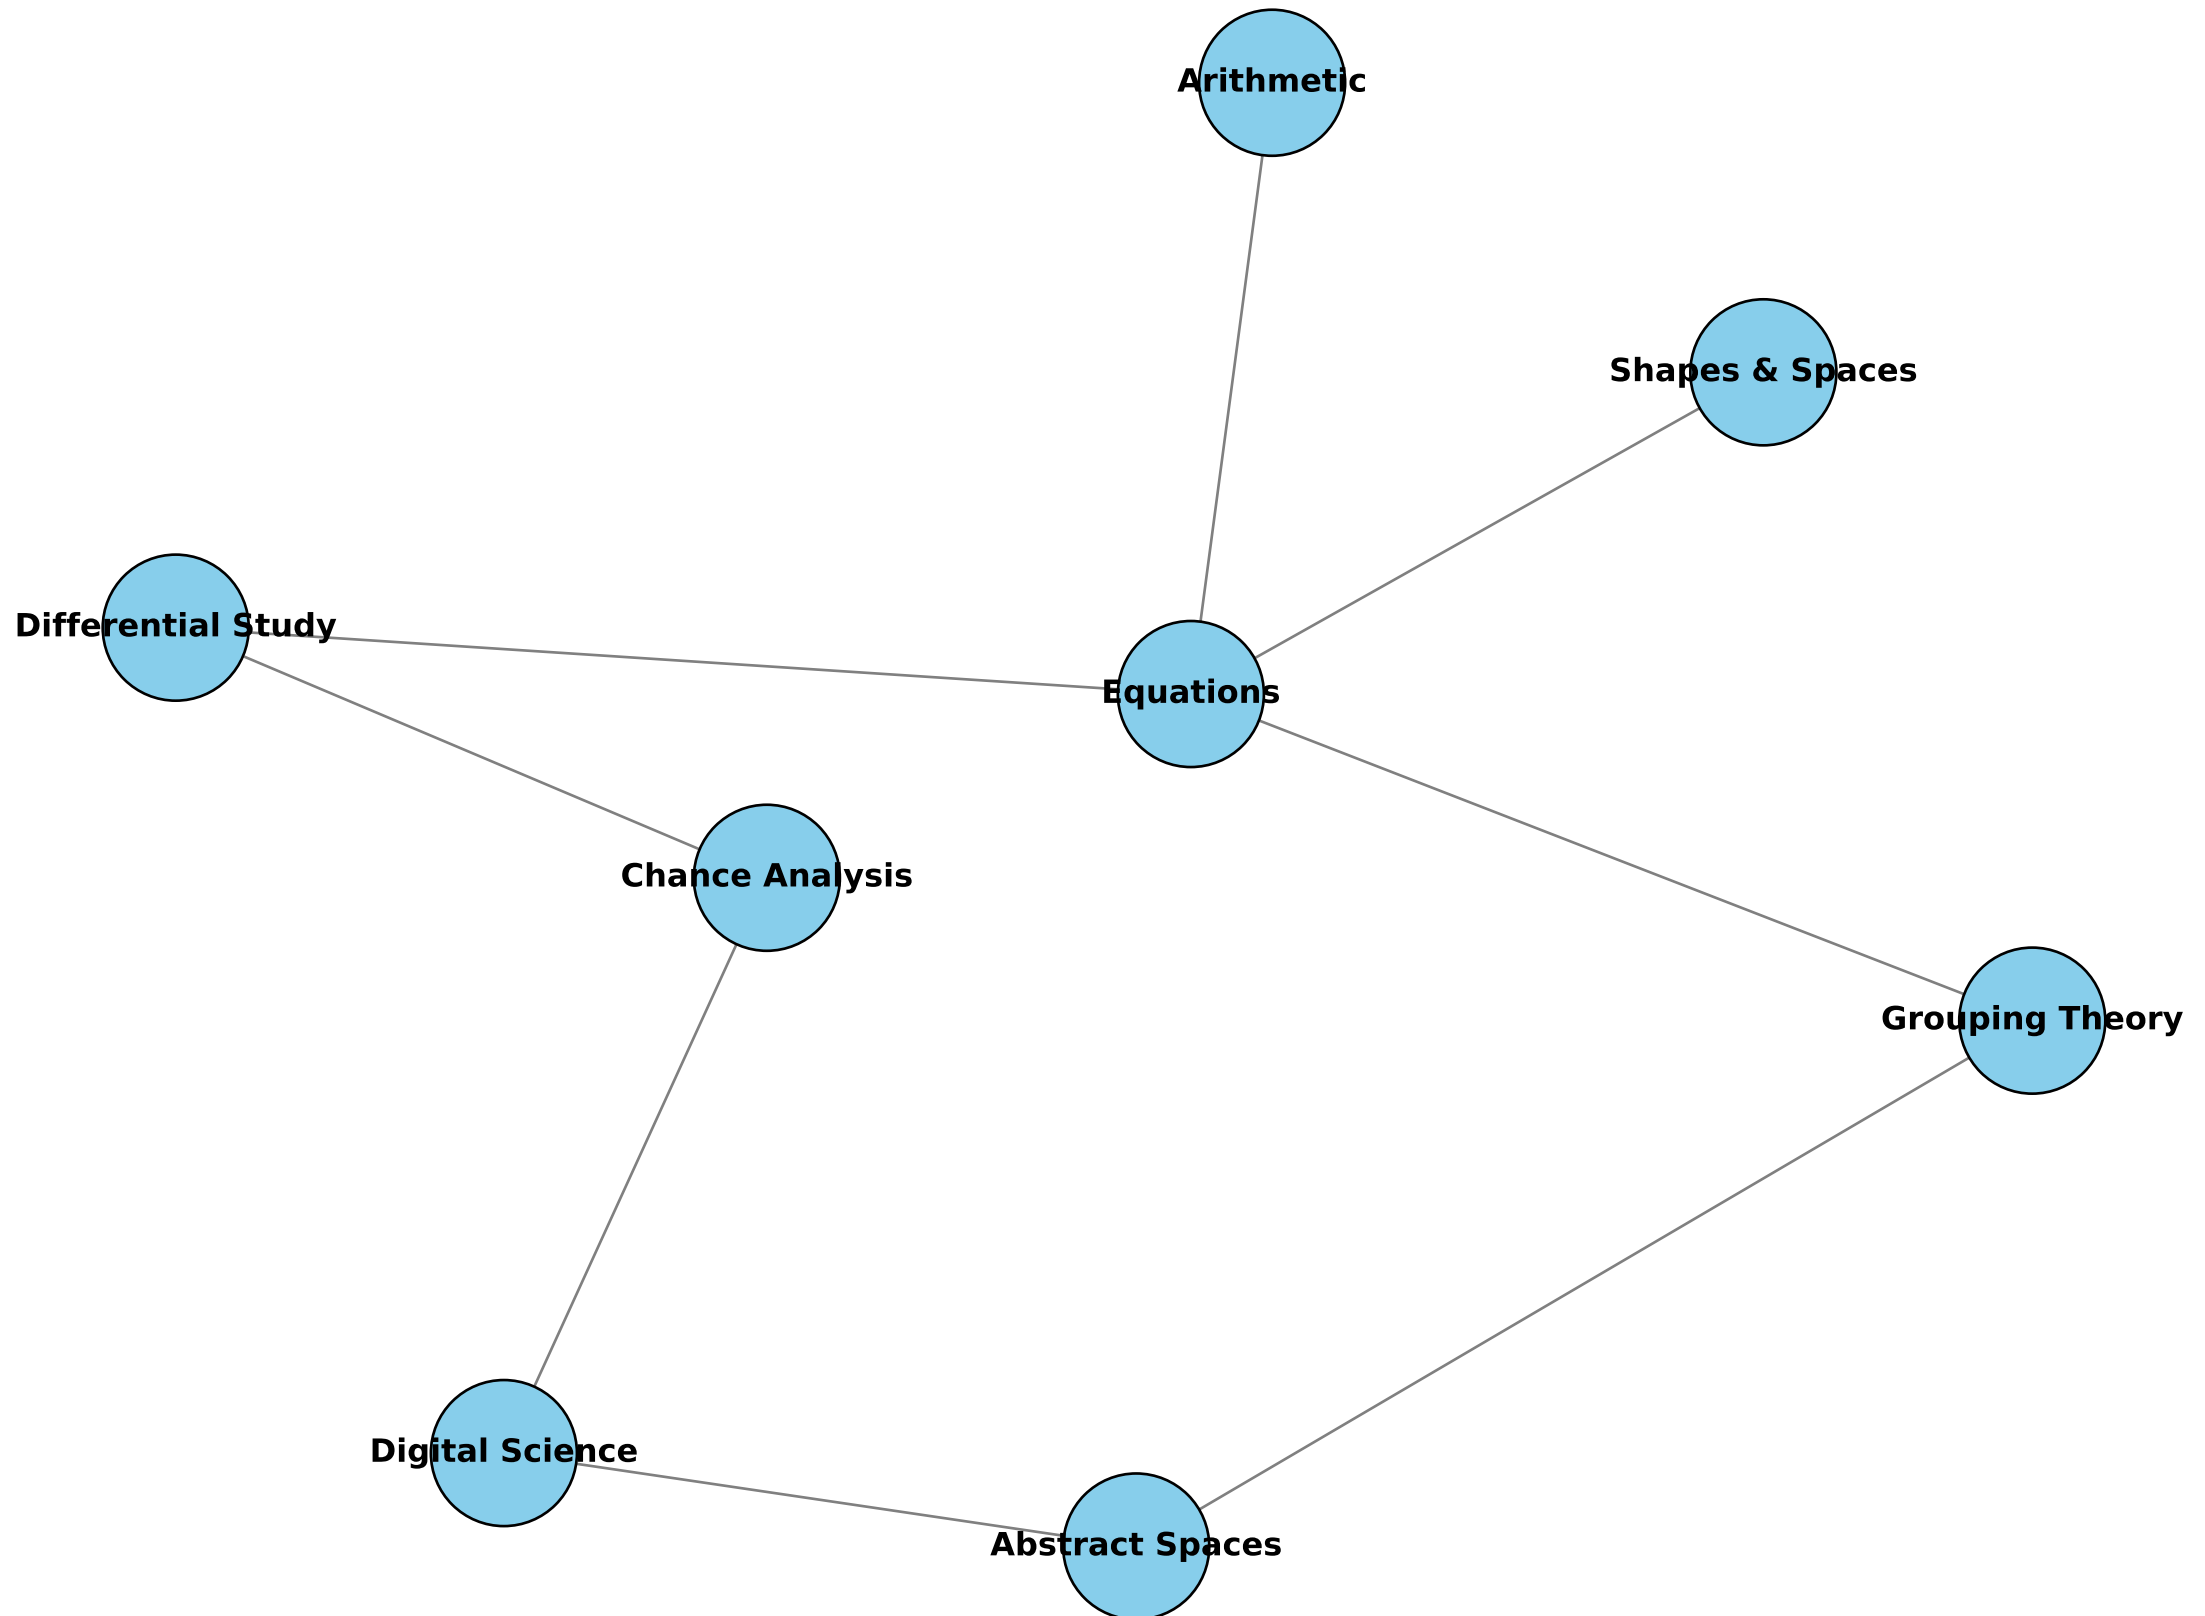 Arithmetic
Shapes & Spaces
Differential Study
Equations
Chance Analysis
Grouping Theory
Digital Science
Abstract Spaces